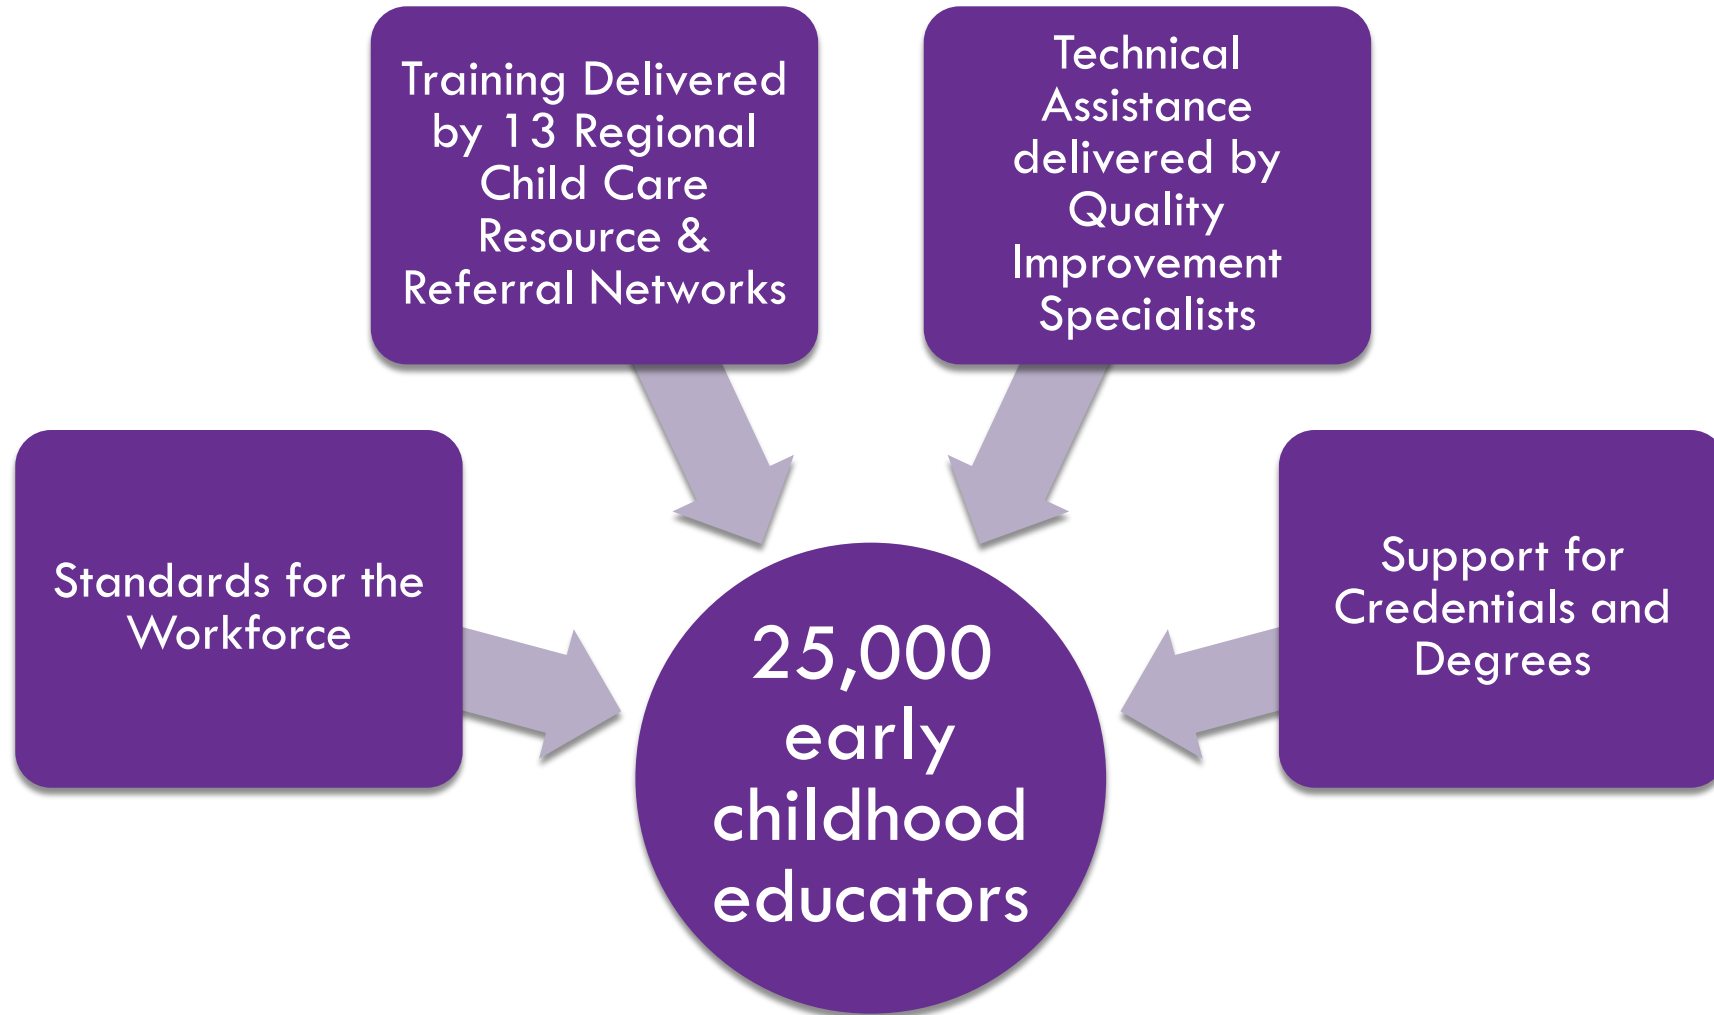 Training Delivered
by 13 Regional
Child Care
Resource &
Referral Networks
Technical
Assistance
delivered by
Quality
Improvement
Specialists
Standards for the
Workforce
Support for
Credentials and
Degrees
25,000
early
childhood
educators